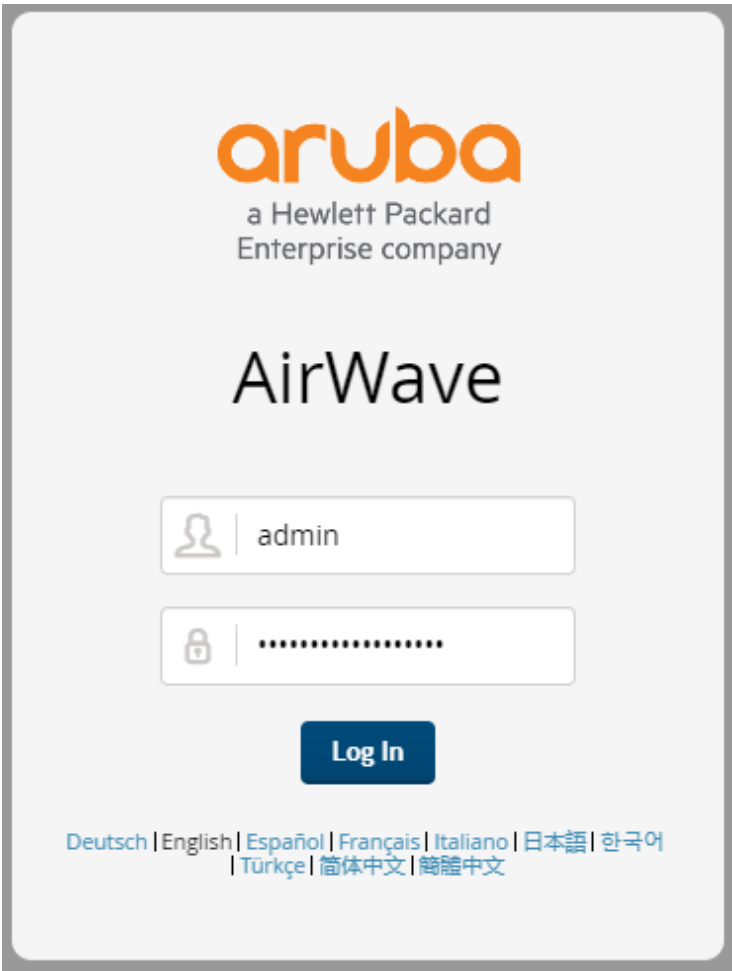 aruba
a Hewlett Packard
Enterprise company
AirWave
admin
••••••••••••••••••
Log In
Deutsch | English | Español | Français | Italiano | 日本語 | 한국어
| Türkçe | 简体中文 | 簡體中文